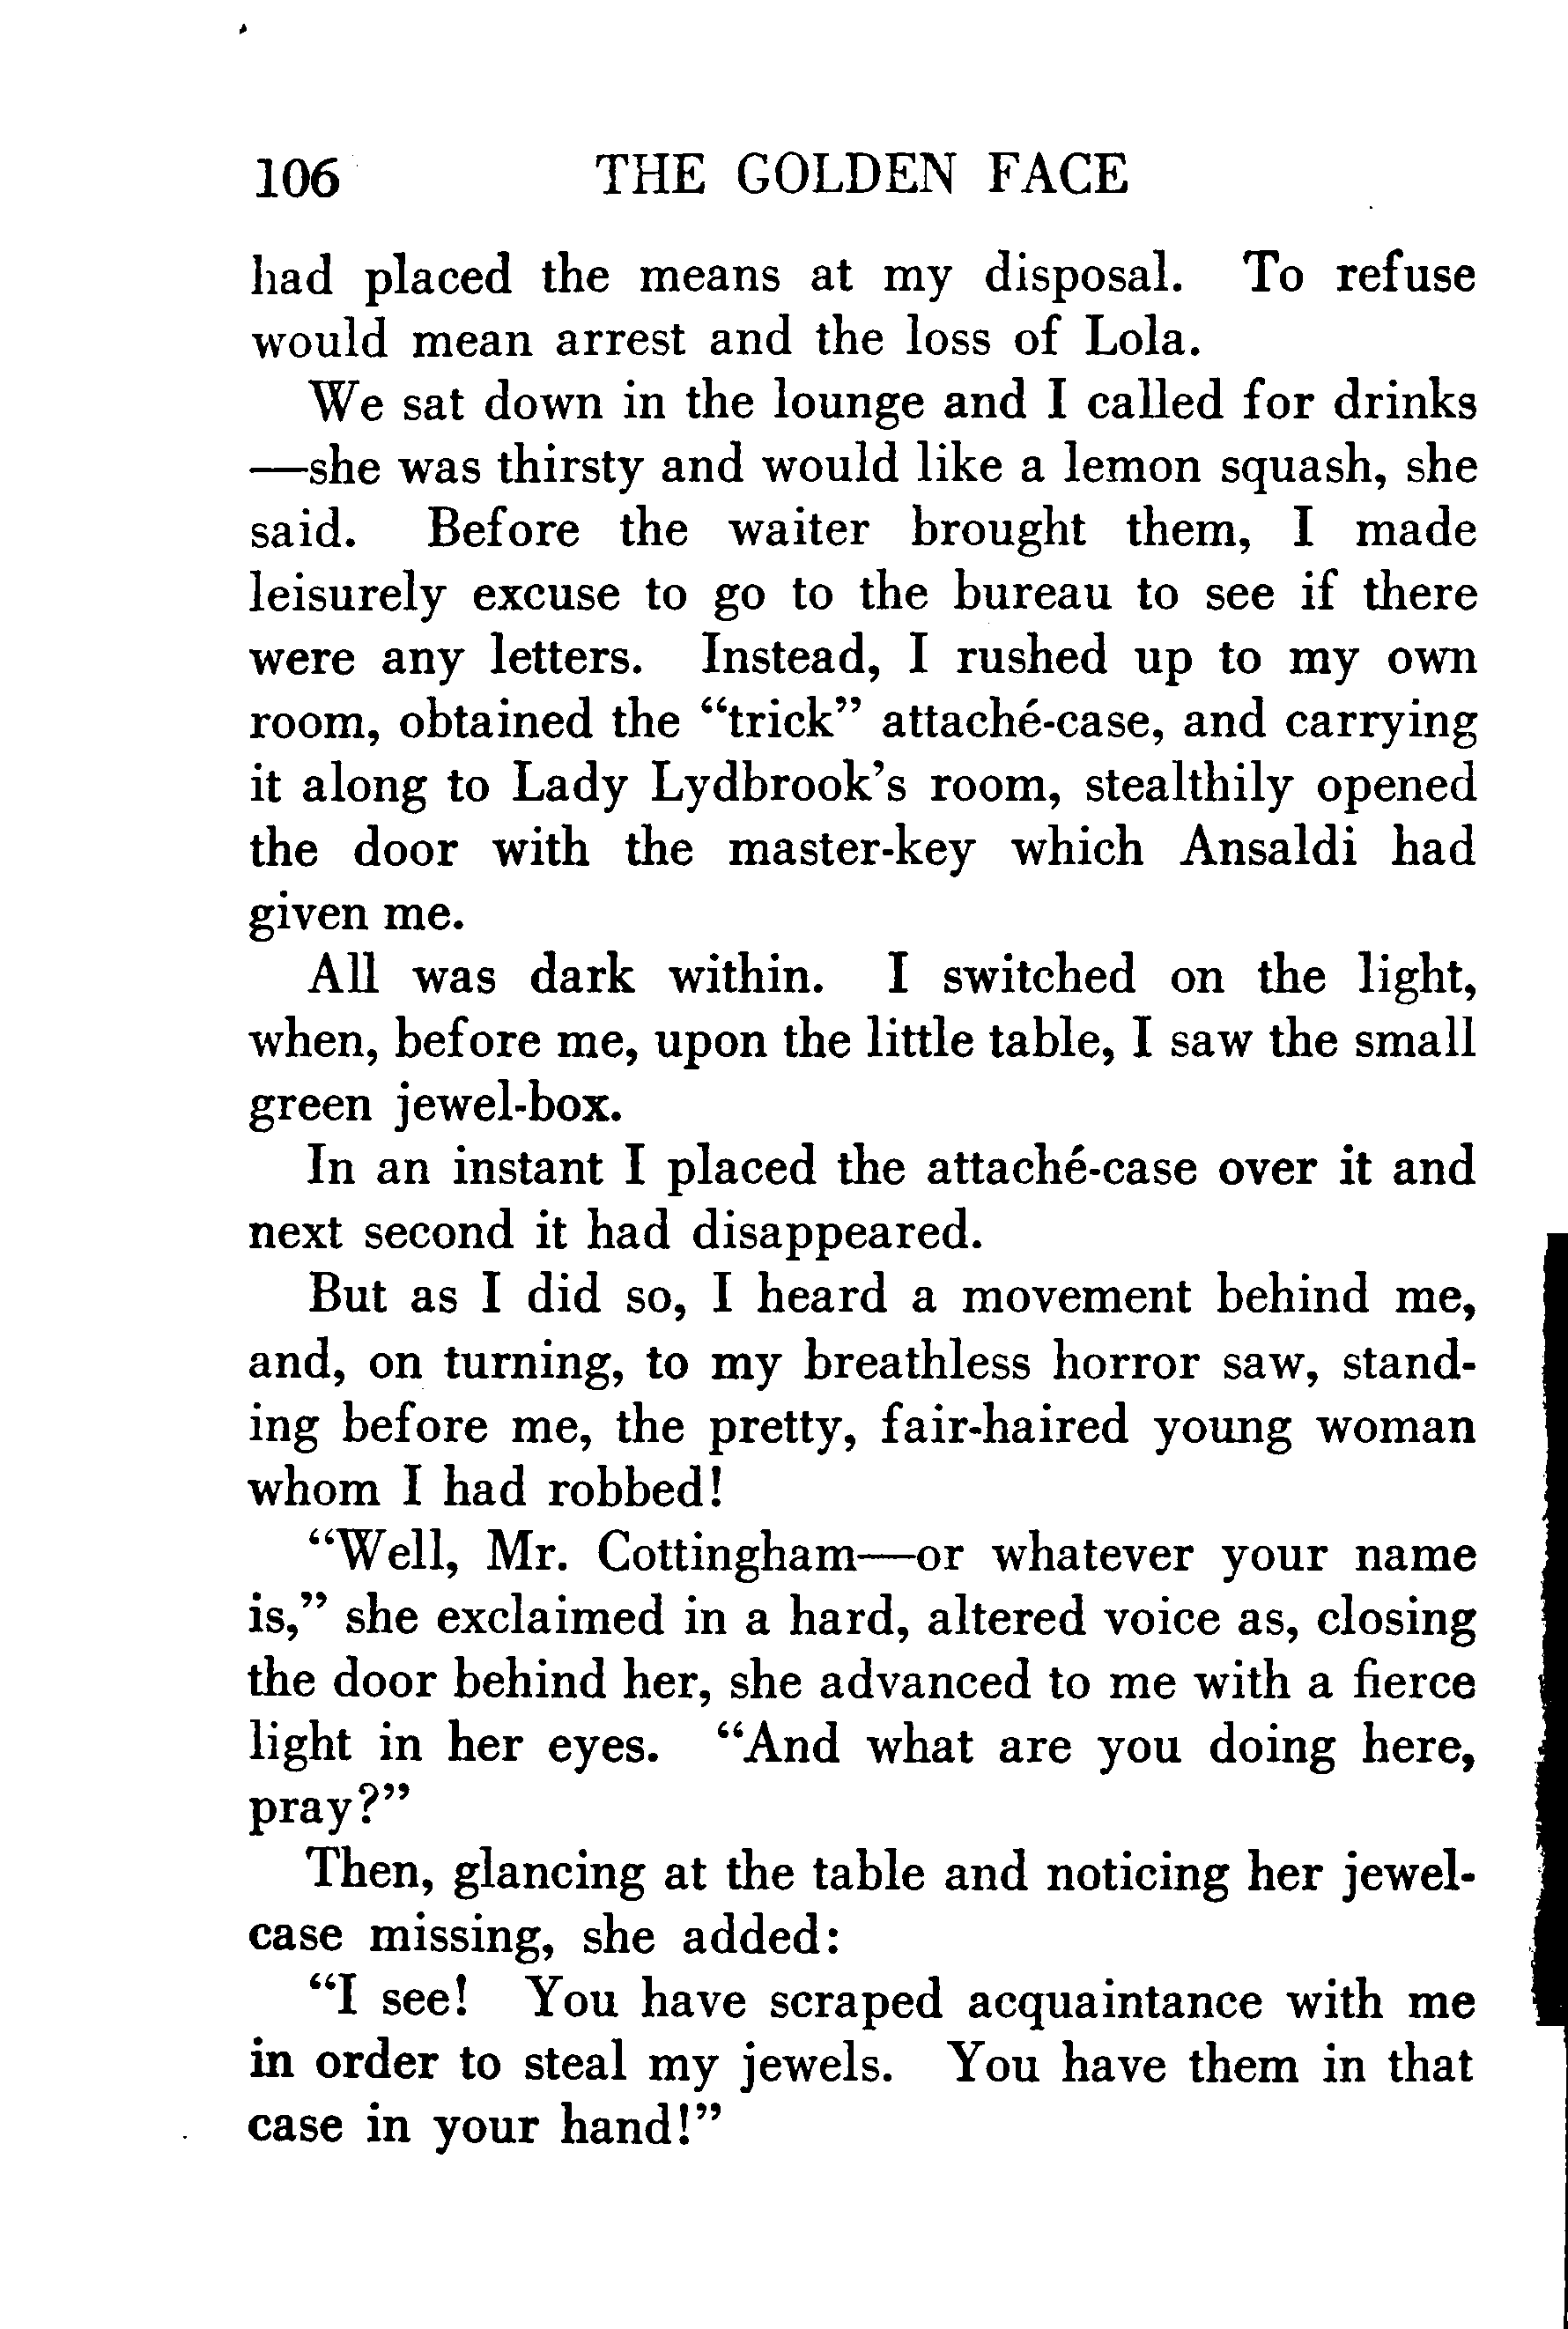 106 THE GOLDEN FACE
had placed the means at my disposal. To refuse
would mean arrest and the loss of Lola.
We sat down in the lounge and I called for drinks
—she was thirsty and would like a lemon squash, she
said. Before the waiter brought them, I made
leisurely excuse to go to the bureau to see if there
were any letters. Instead, I rushed up to my own
room, obtained the “trick” attaché-case, and carrying
it along to Lady Lydbrook’s room, stealthily opened
the door with the master-key which Ansaldi had
given me.
All was dark within. I switched on the light,
when, before me, upon the little table, I saw the small
green jewel-box.
In an instant I placed the attaché-case over it and
next second it had disappeared.
But as I did so, I heard a movement behind me,
and, on turning, to my breathless horror saw, stand-
ing before me, the pretty, fair-haired young woman
whom I had robbed!
“Well, Mr. Cottingham—or whatever your name
is,” she exclaimed in a hard, altered voice as, closing
the door behind her, she advanced to me with a fierce
light in her eyes. “And what are you doing here,
pray?”
Then, glancing at the table and noticing her jewel-
case missing, she added:
“I see! You have scraped acquaintance with me
in order to steal my jewels. You have them in that
case in your hand!”